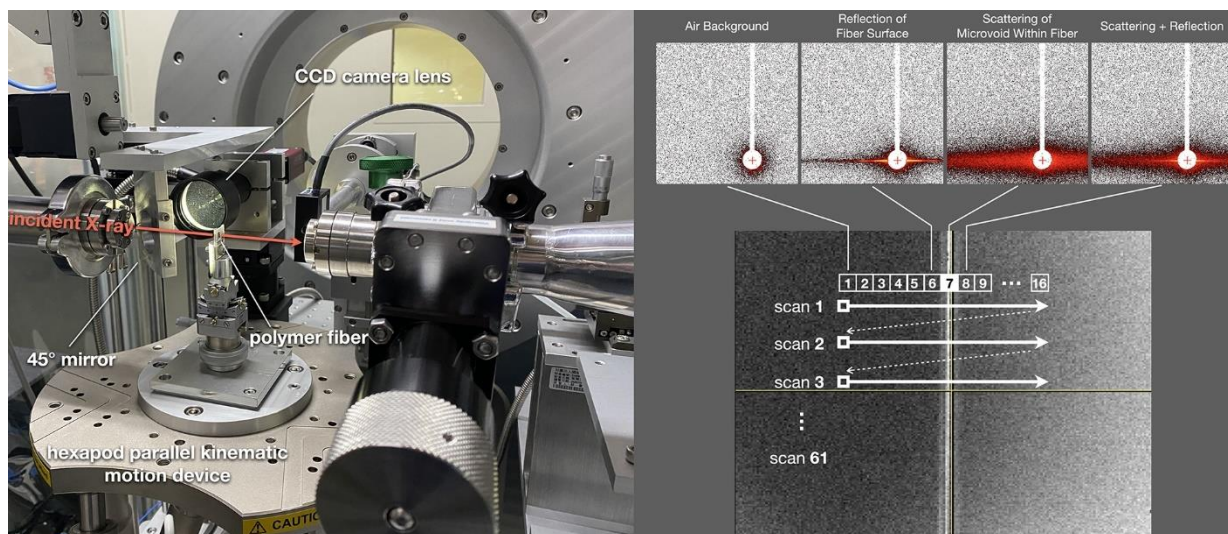 CCD camera lens
incident X-ray
45° mirror
polymer fiber
hexapod parallel kinematic
motion device
CAUTI
Air Background
Reflection of
Fiber Surface
Scattering of
Microvoid Within Fiber
Scattering + Reflection
1 2 3 4 5 6 7 8 9 ... 16
scan 1
scan 2
scan 3
scan 61